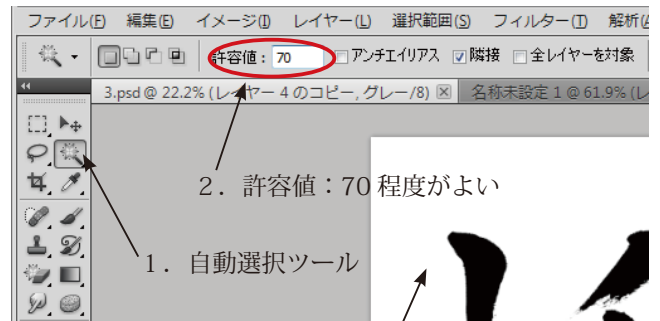 ファイル(F) 編集(E) イメージ(I) レイヤー(L) 選択範囲(S) フィルター(T) 解析(
許容値: 70 アンチエイリアス 隣接 全レイヤーを対象
3.psd @ 22.2% (レイヤー 4 のコピー, グレー/8) 名称未設定 1 @ 61.9% (レ
2. 許容値：70 程度がよい
1. 自動選択ツール